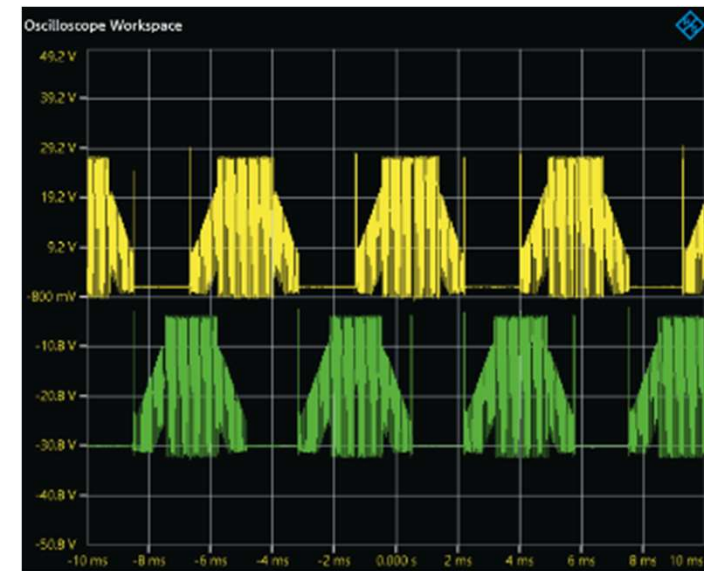 Oscilloscope Workspace
49.2 V
39.2 V
29.2 V
19.2 V
9.2 V
-800 mV
-10.8 V
-20.8 V
-30.8 V
-40.8 V
-50.8 V
-10 ms -8 ms -6 ms -4 ms -2 ms 0.000 s 2 ms 4 ms 6 ms 8 ms 10 ms